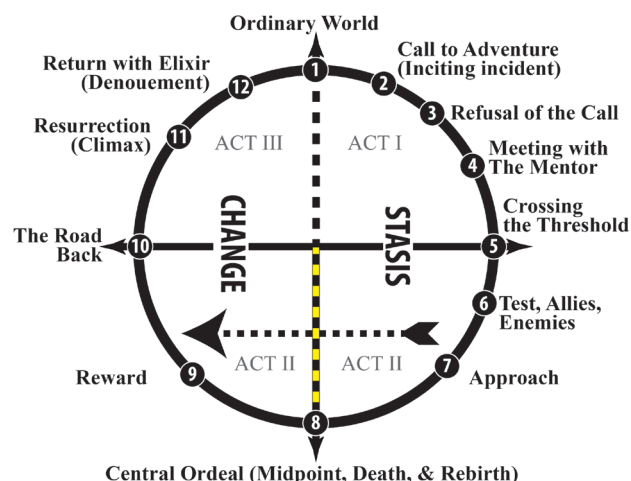 Ordinary World
1
Call to Adventure
(Inciting incident)
2
3
Refusal of the Call
4
Meeting with
The Mentor
Crossing
the Threshold
5
6
Test, Allies,
Enemies
7
Approach
8
Central Ordeal (Midpoint, Death, & Rebirth)
9
Reward
10
The Road
Back
11
Resurrection
(Climax)
12
Return with Elixir
(Denouement)
ACT III
ACT I
CHANGE
STASIS
ACT II
ACT II